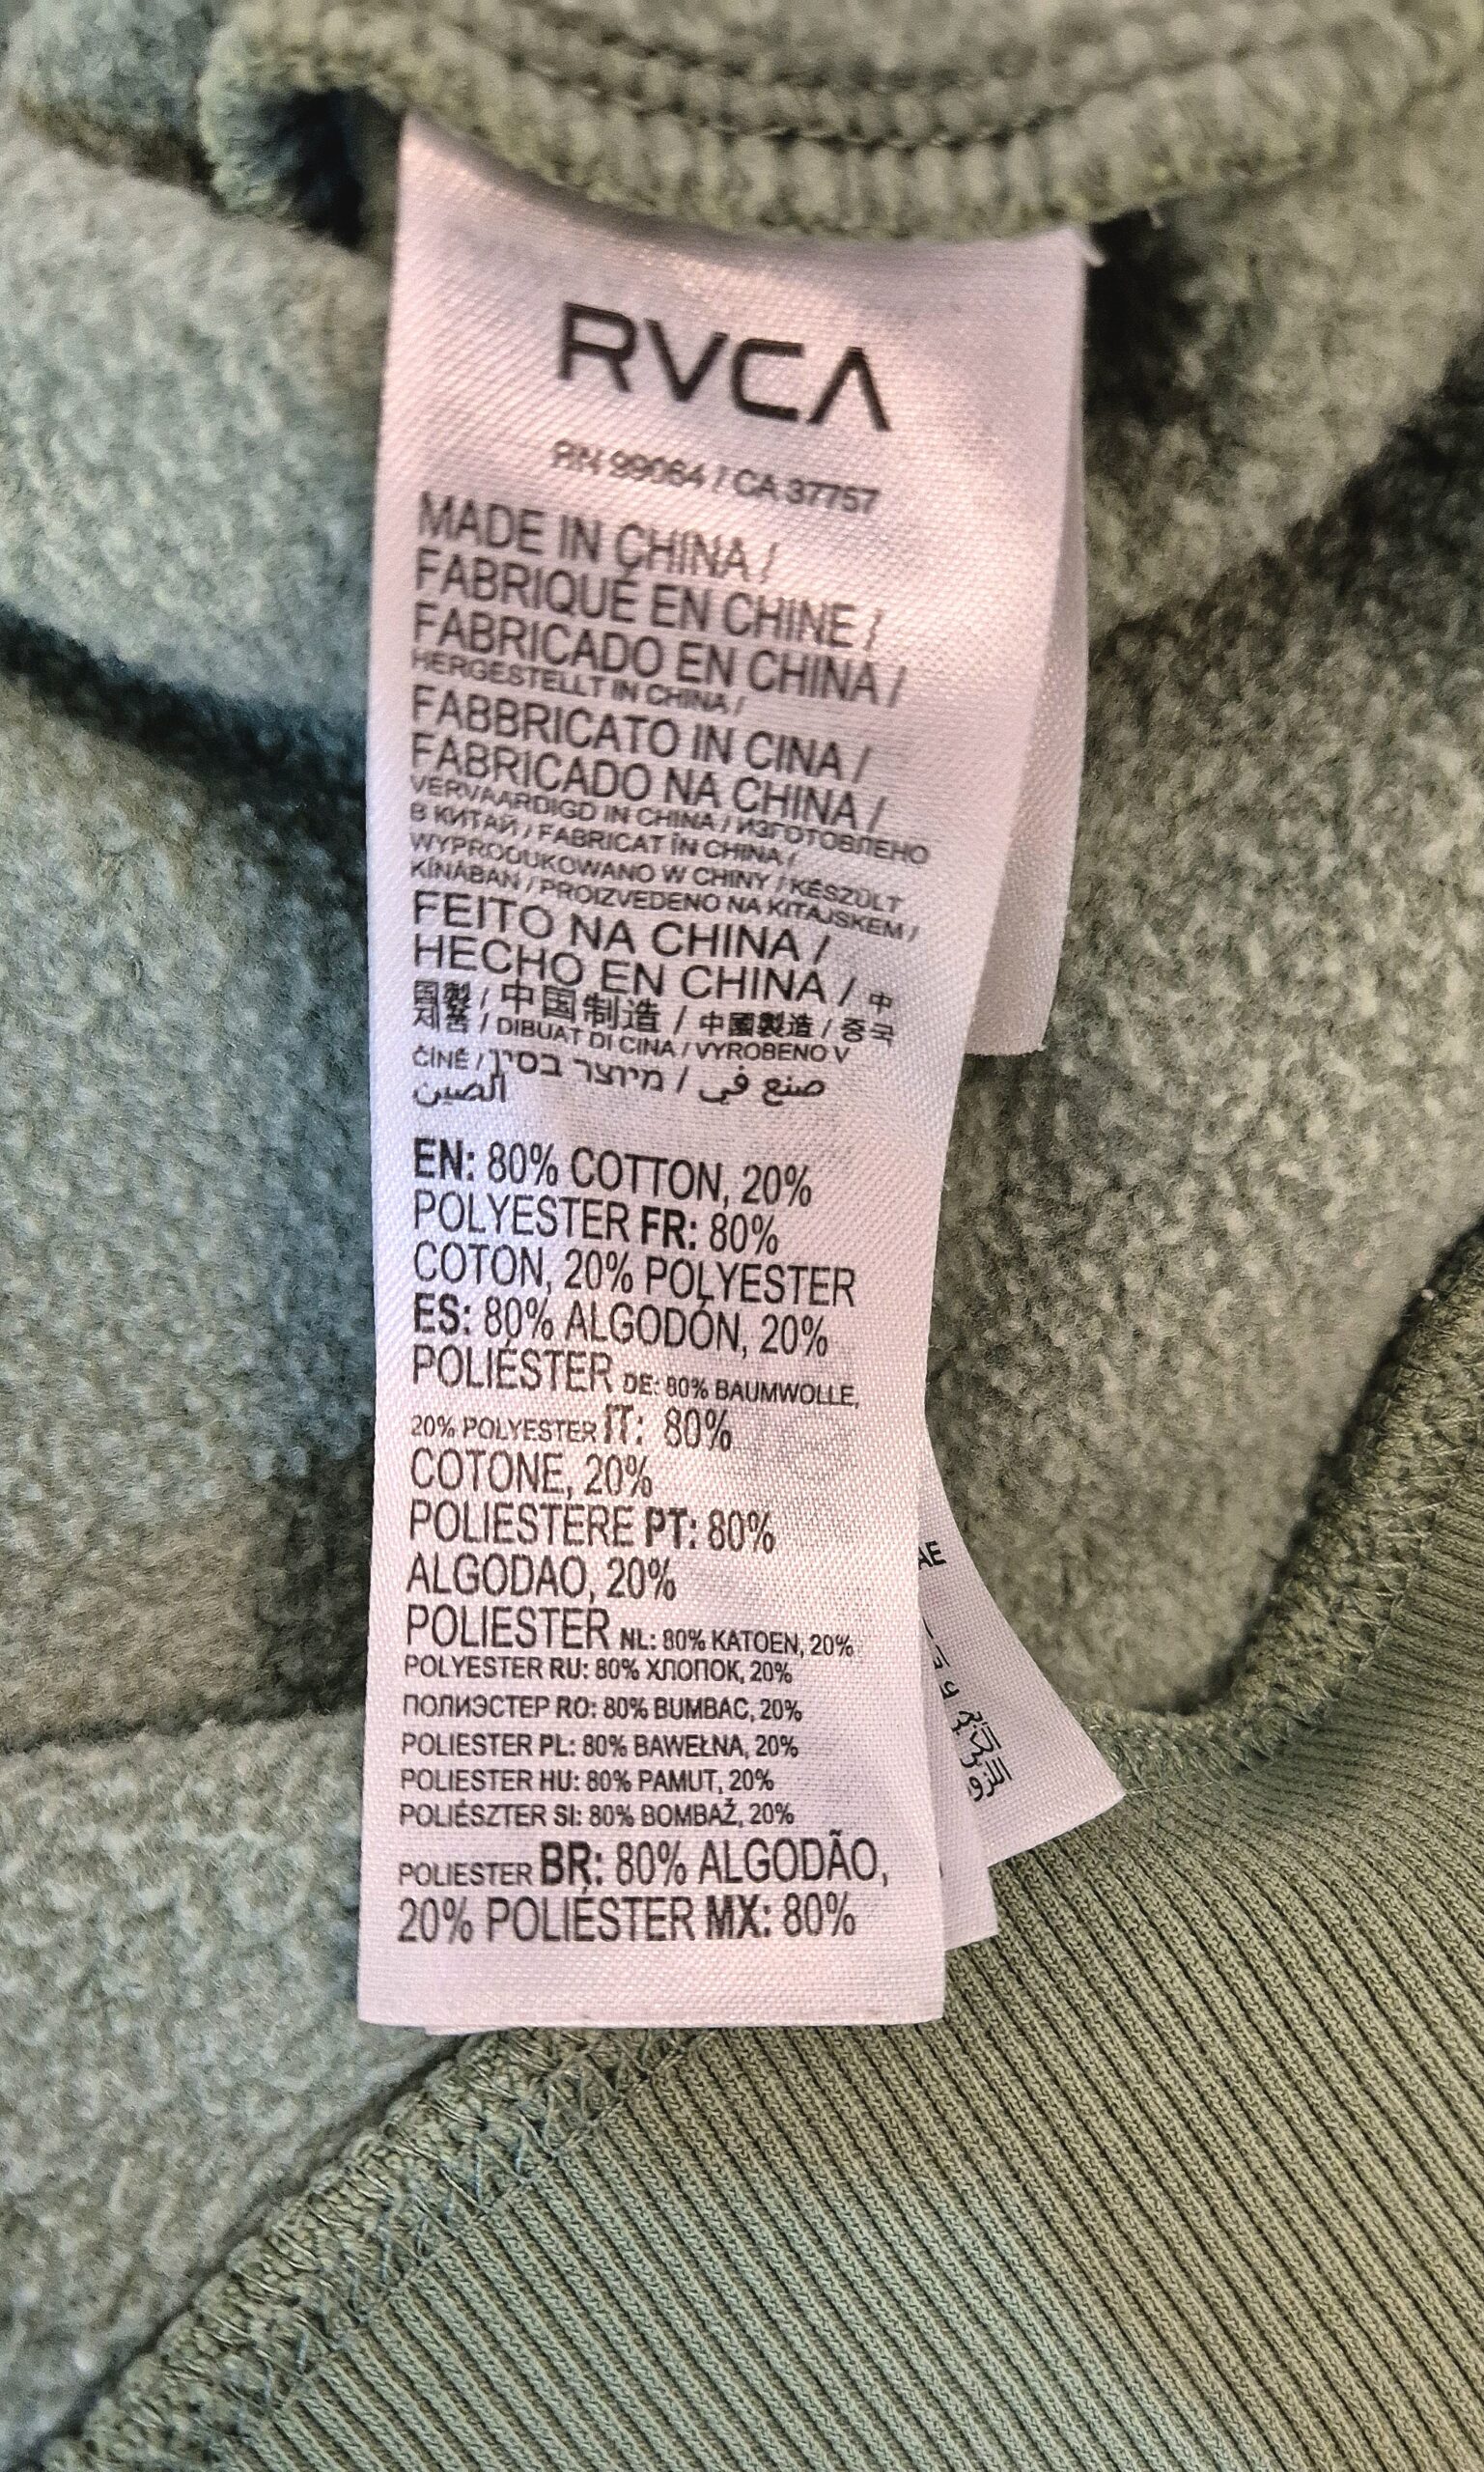 RVCA
RN 99064 / CA 37757
MADE IN CHINA /
FABRIQUÉ EN CHINE /
FABRICADO EN CHINA /
HERGESTELLT IN CHINA /
FABBRICATO IN CINA /
FABRICADO NA CHINA /
VERVAARDIGD IN CHINA / ИЗГОТОВЛЕНО
В КИТАЙ / FABRICAT ÎN CHINA /
WYPRODUKOWANO W CHINY / KÉSZÜLT
KÍNÁBAN / PROIZVEDENO NA KITAJSKEM /
FEITO NA CHINA /
HECHO EN CHINA / 中
国製 / 中国制造 / 中國製造 / 중국
제품 / DIBUAT DI CINA / VYROBENO V
ČÍNĚ / מיוצר בסין / صنع في
الصين
EN: 80% COTTON, 20%
POLYESTER FR: 80%
COTON, 20% POLYESTER
ES: 80% ALGODÓN, 20%
POLIÉSTER DE: 80% BAUMWOLLE,
20% POLYESTER IT: 80%
COTONE, 20%
POLIESTERE PT: 80%
ALGODAO, 20%
POLIESTER NL: 80% KATOEN, 20%
POLYESTER RU: 80% ХЛОПОК, 20%
ПОЛИЭСТЕР RO: 80% BUMBAC, 20%
POLIESTER PL: 80% BAWEŁNA, 20%
POLIESTER HU: 80% PAMUT, 20%
POLIÉSZTER SI: 80% BOMBAŽ, 20%
POLIESTER BR: 80% ALGODÃO,
20% POLIÉSTER MX: 80%
AE